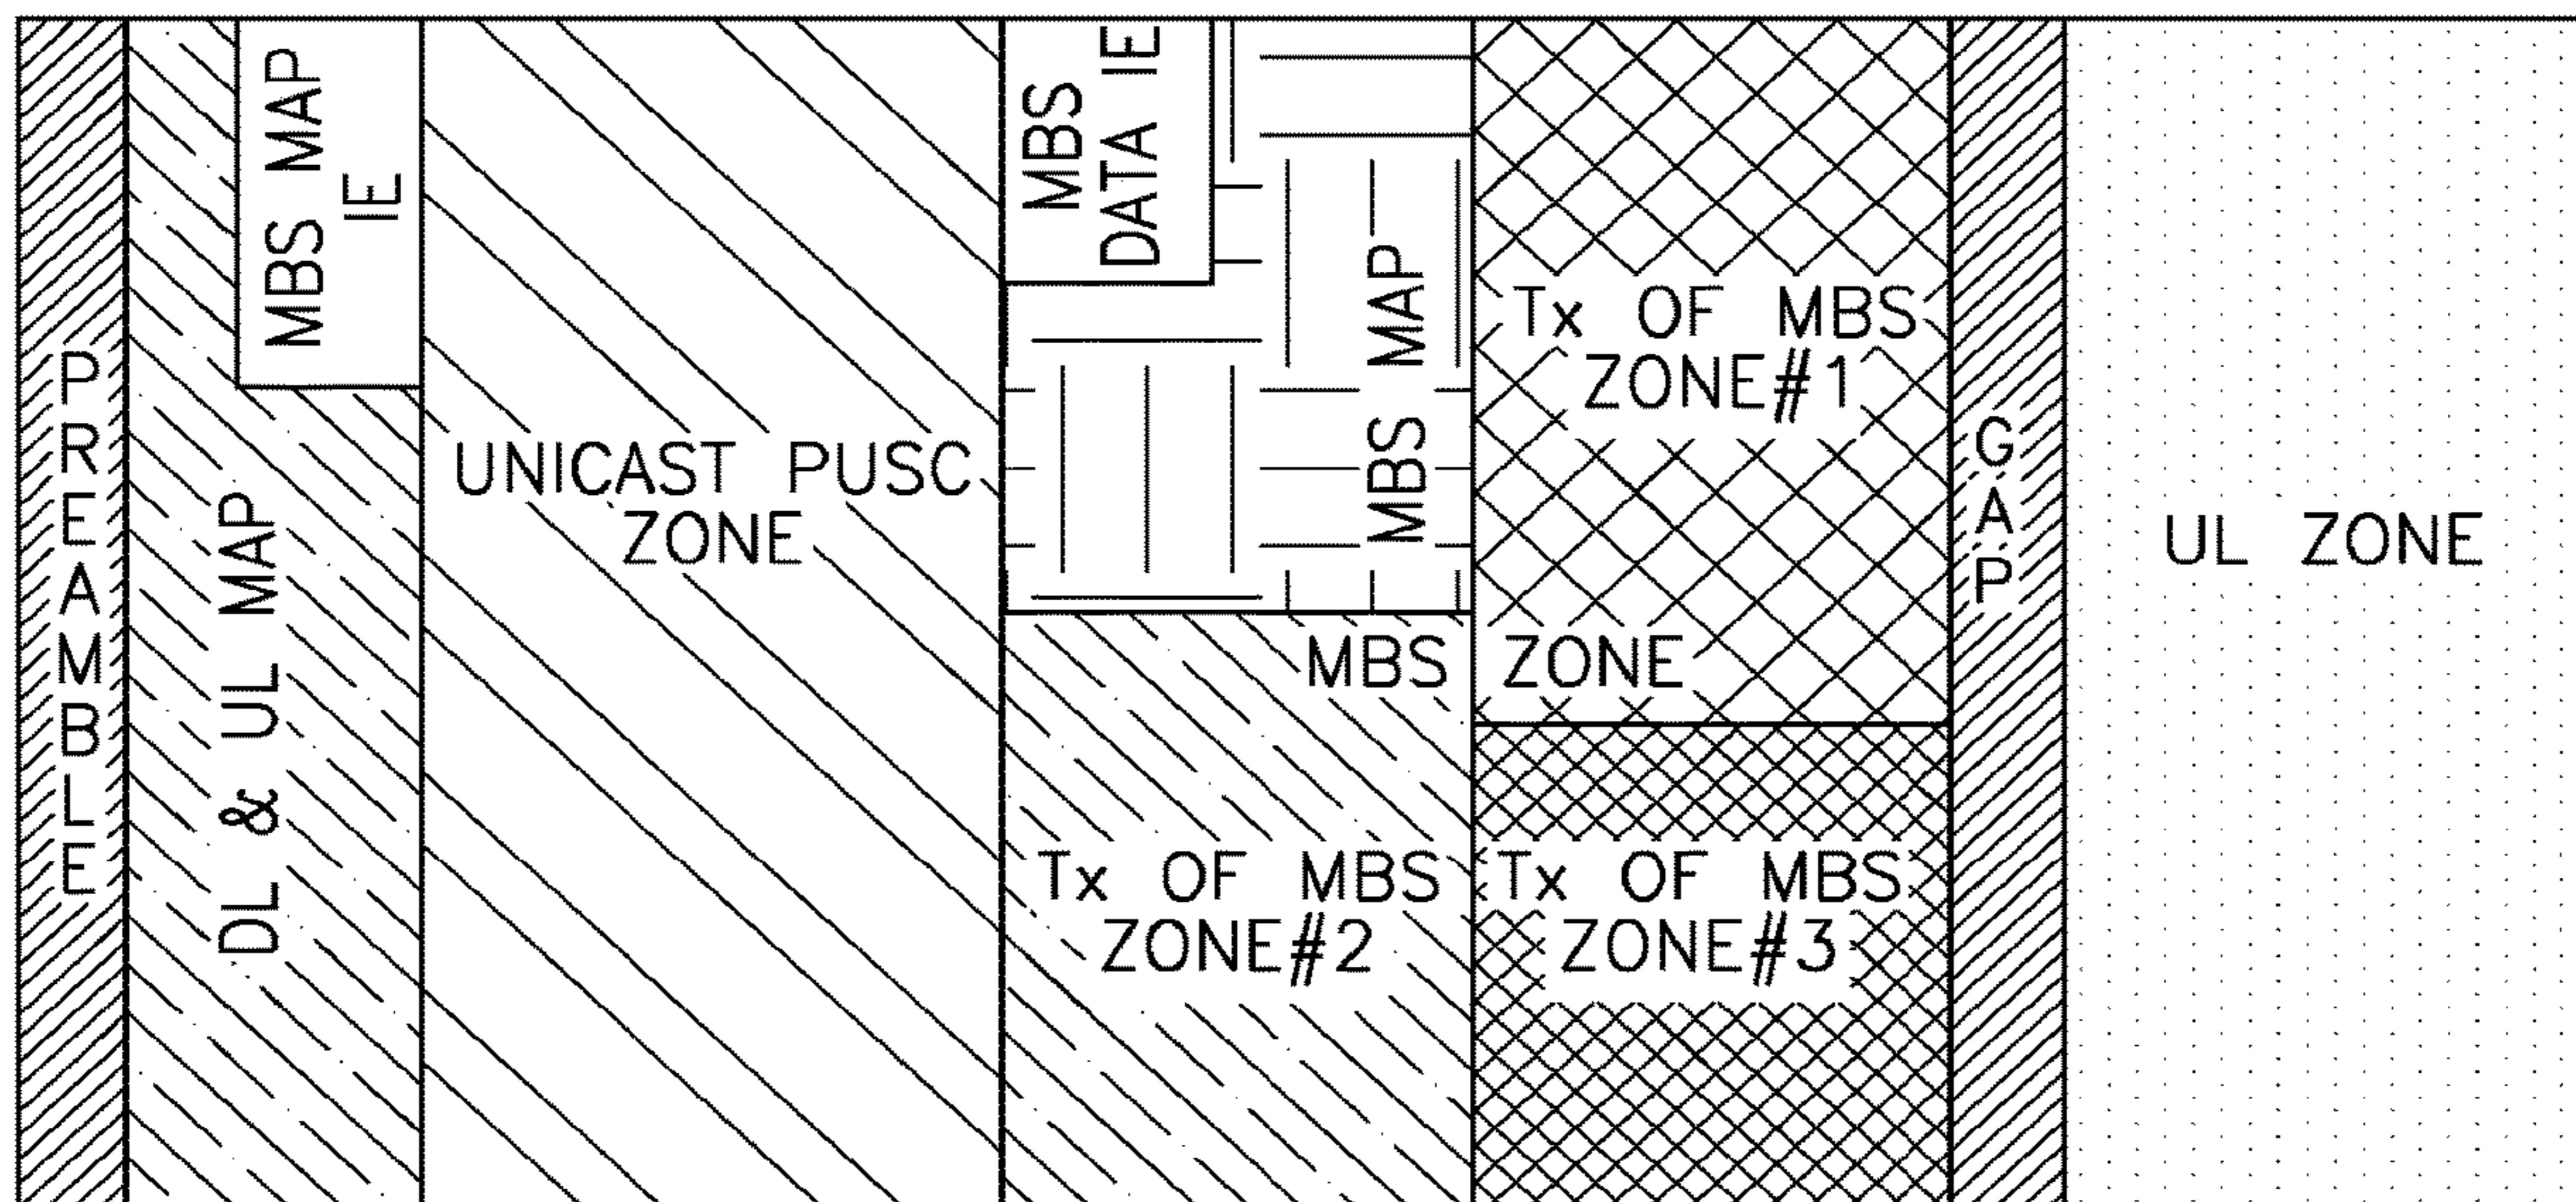 PREAMBLE
DL & UL MAP
MBS MAP
IE
UNICAST PUSC
ZONE
MBS
DATA IE
MBS MAP
Tx OF MBS
ZONE#1
MBS ZONE
Tx OF MBS
ZONE#2
Tx OF MBS
ZONE#3
GAP
UL ZONE